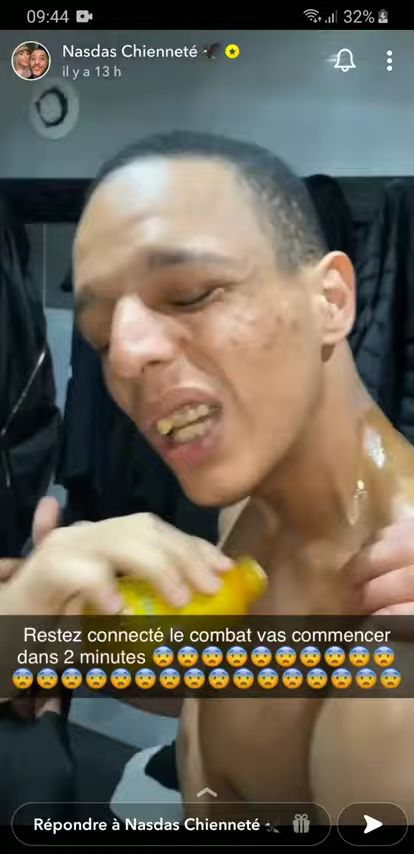 09:44 32%
Nasdas Chienneté 🦅
il y a 13 h
Restez connecté le combat vas commencer
dans 2 minutes 😨😨😨😨😨😨😨😨😨😨
😨😨😨😨😨😨😨😨😨😨😨😨😨😨😨😨
Répondre à Nasdas Chienneté 🦅